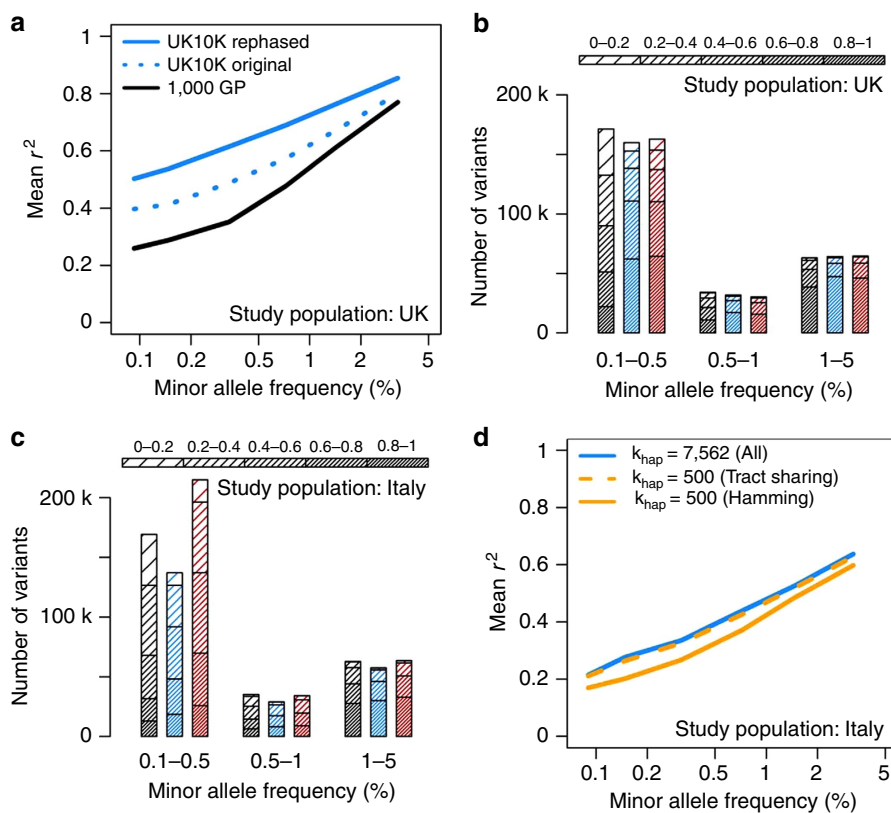 a
1
0.8
0.6
0.4
0.2
0
Mean r²
UK10K rephased
UK10K original
1,000 GP
Study population: UK
0.1 0.2 0.5 1 2 5
Minor allele frequency (%)
b
0–0.2 0.2–0.4 0.4–0.6 0.6–0.8 0.8–1
Study population: UK
200 k
100 k
0
Number of variants
0.1–0.5 0.5–1 1–5
Minor allele frequency (%)
c
0–0.2 0.2–0.4 0.4–0.6 0.6–0.8 0.8–1
Study population: Italy
200 k
100 k
0
Number of variants
0.1–0.5 0.5–1 1–5
Minor allele frequency (%)
d
1
0.8
0.6
0.4
0.2
0
Mean r²
k_hap = 7,562 (All)
k_hap = 500 (Tract sharing)
k_hap = 500 (Hamming)
Study population: Italy
0.1 0.2 0.5 1 2 5
Minor allele frequency (%)